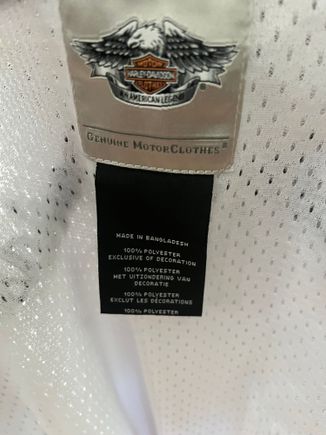 MOTOR
HARLEY-DAVIDSON
CYCLES
AN AMERICAN LEGEND
GENUINE MOTORCLOTHES®
MADE IN BANGLADESH
100% POLYESTER
EXCLUSIVE OF DECORATION
100% POLYESTER
MET UITZONDERING VAN
DECORATIE
100% POLYESTER
EXCLUT LES DÉCORATIONS
100% POLYESTER